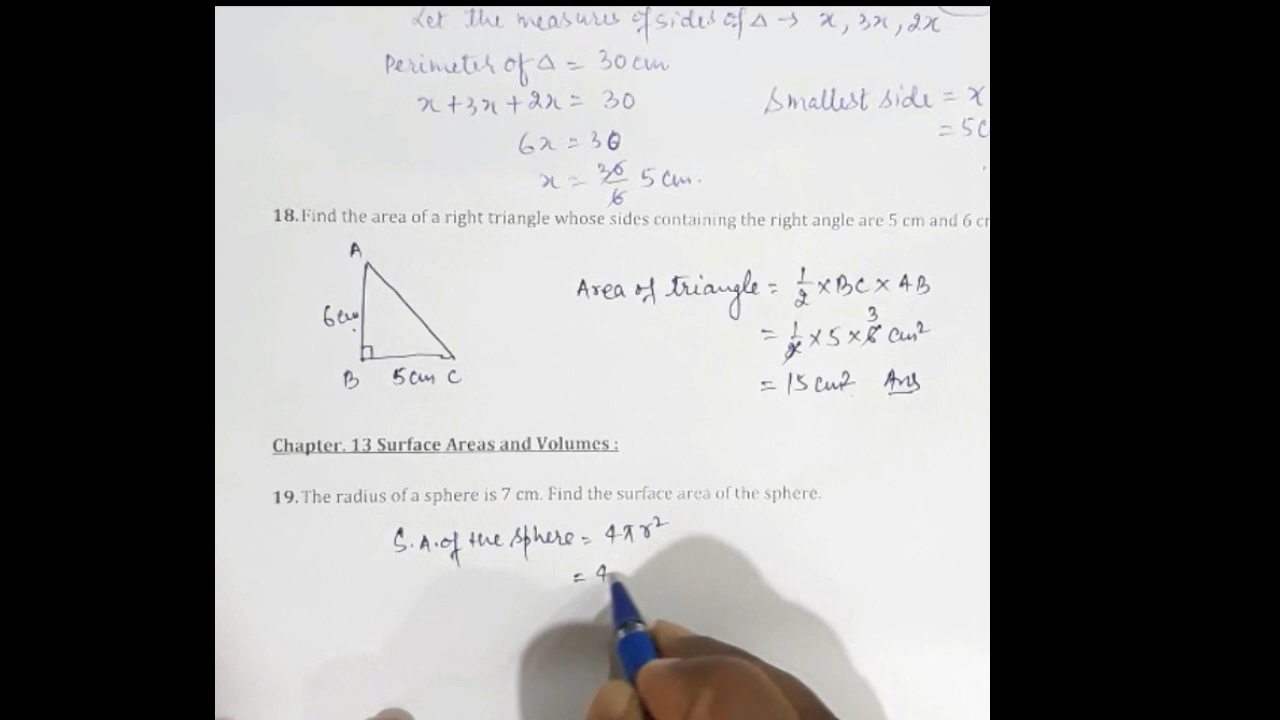 Let the measures of sides of Δ → x, 3x, 2x
Perimeter of Δ = 30 cm
x + 3x + 2x = 30
Smallest side = x
= 5c
6x = 30
x = 30/6 5 cm.
18. Find the area of a right triangle whose sides containing the right angle are 5 cm and 6 cm
A
6cm
B 5cm C
Area of triangle = 1/2 × BC × AB
= 1/2 × 5 × 6 3 cm²
= 15 cm² Ans
Chapter. 13 Surface Areas and Volumes :
19. The radius of a sphere is 7 cm. Find the surface area of the sphere.
S.A. of the sphere = 4πr²
= 4